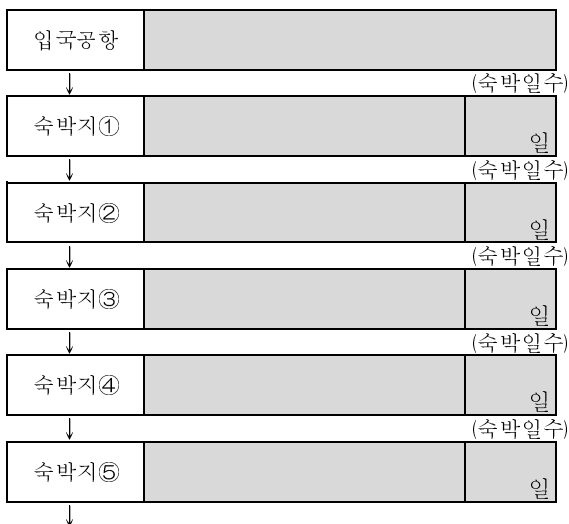 입국공항
↓ (숙박일수)
숙박지① 일
↓ (숙박일수)
숙박지② 일
↓ (숙박일수)
숙박지③ 일
↓ (숙박일수)
숙박지④ 일
↓ (숙박일수)
숙박지⑤ 일
↓